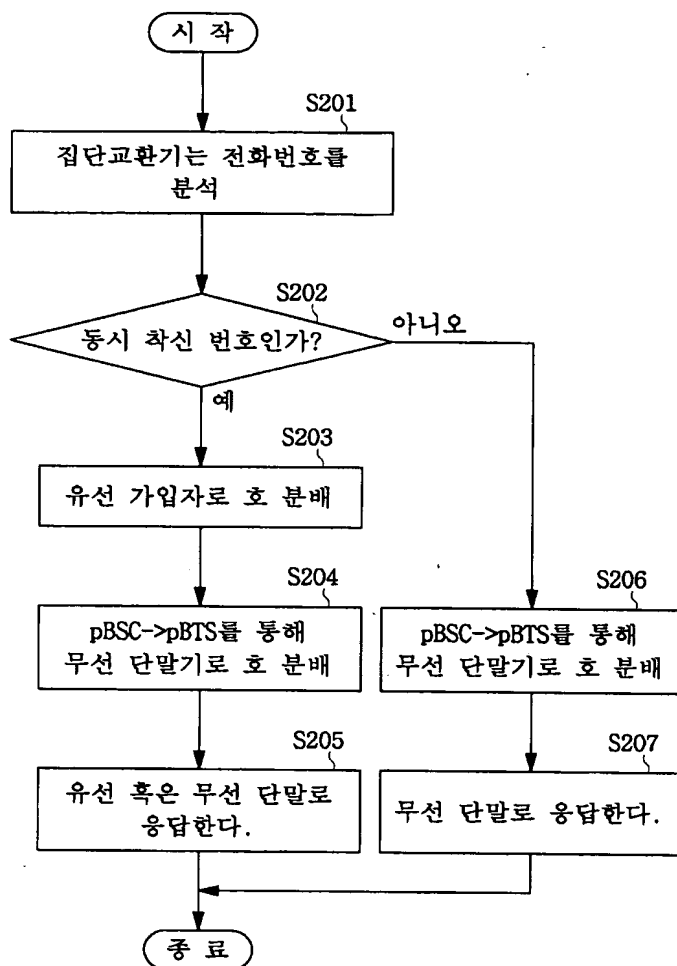 시 작
S201
집단교환기는 전화번호를
분석
S202
동시 착신 번호인가?
아니오
예
S203
유선 가입자로 호 분배
S204
pBSC->pBTS를 통해
무선 단말기로 호 분배
S206
pBSC->pBTS를 통해
무선 단말기로 호 분배
S205
유선 혹은 무선 단말로
응답한다.
S207
무선 단말로 응답한다.
종 료